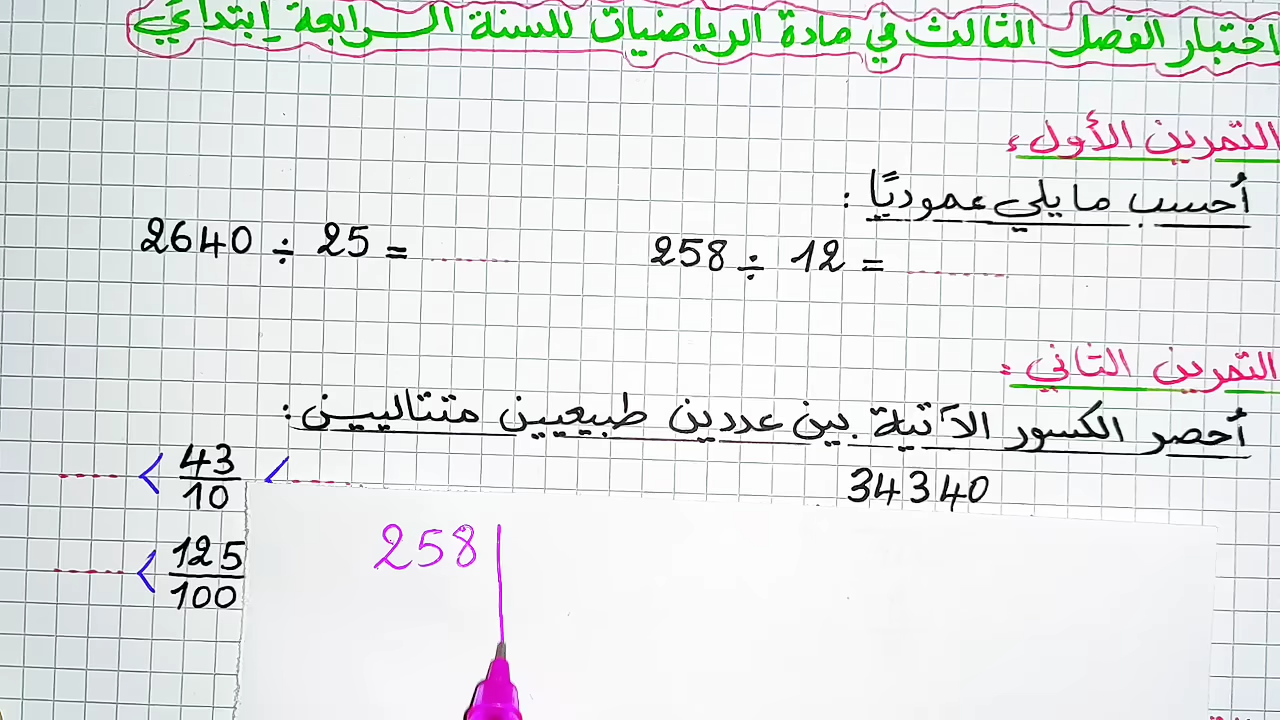 اختبار الفصل الثالث في مادة الرياضيات للسنة الرابعة إبتدائي
التمرين الأول:
أحسب ما يلي عموديًا:
258 ÷ 12 = ........
2640 ÷ 25 = ........
التمرين الثاني:
أحصر الكسور الآتية بين عددين طبيعيين متتاليين:
........ < 43/10 < ........
34340
........ < 125/100
258